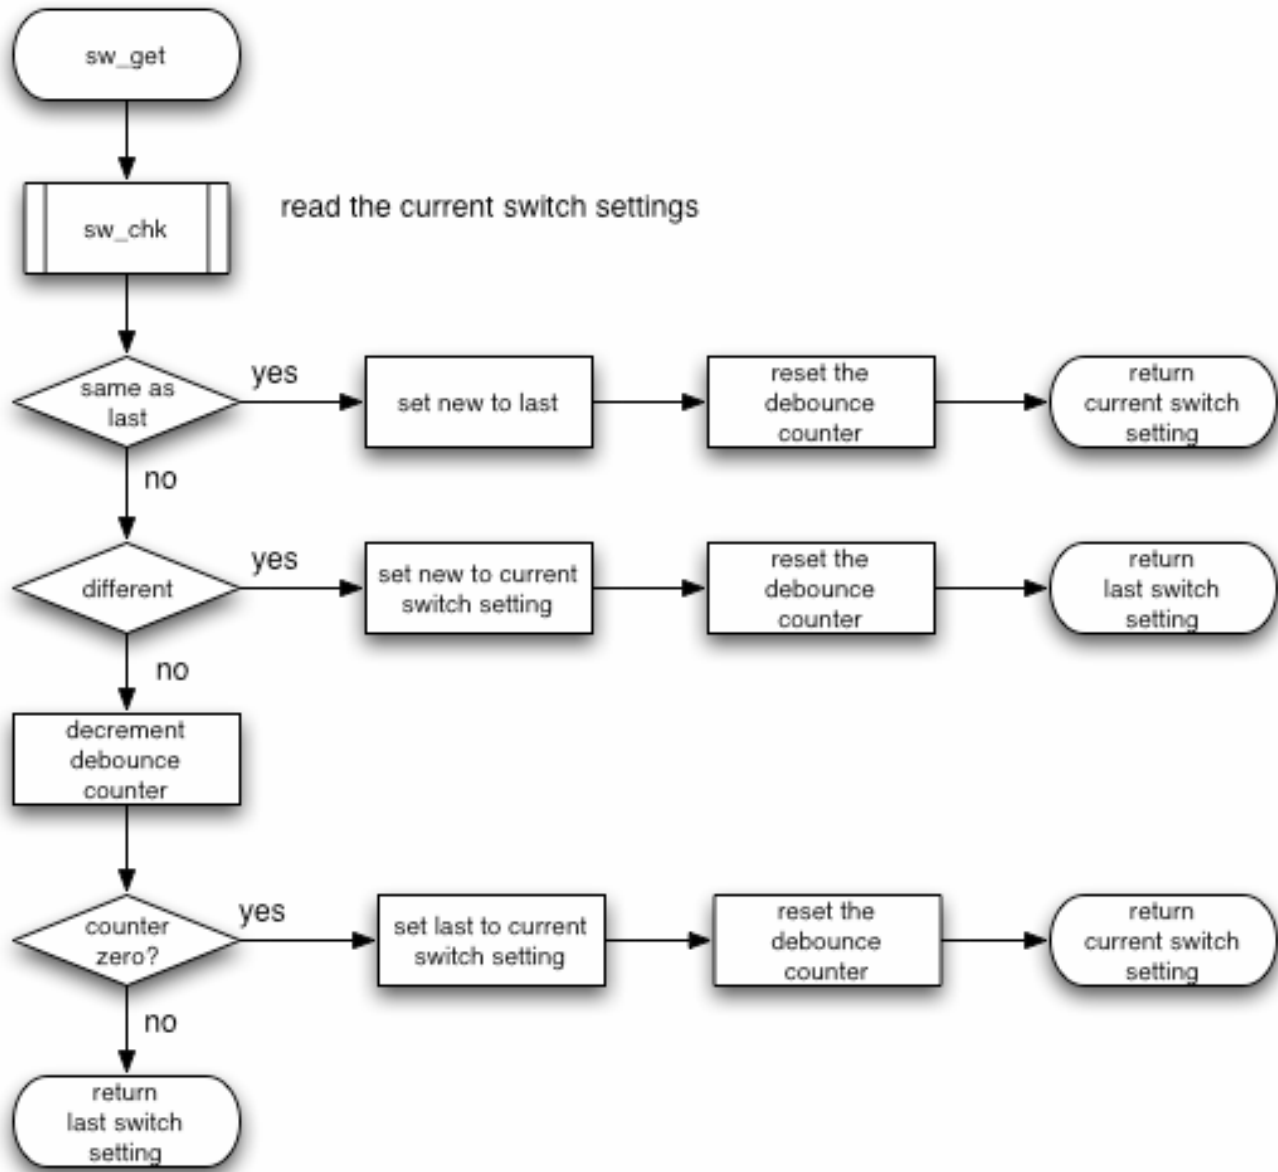 sw_get
sw_chk
read the current switch settings
same as
last
yes
set new to last
reset the
debounce
counter
return
current switch
setting
no
different
yes
set new to current
switch setting
reset the
debounce
counter
return
last switch
setting
no
decrement
debounce
counter
counter
zero?
yes
set last to current
switch setting
reset the
debounce
counter
return
current switch
setting
no
return
last switch
setting